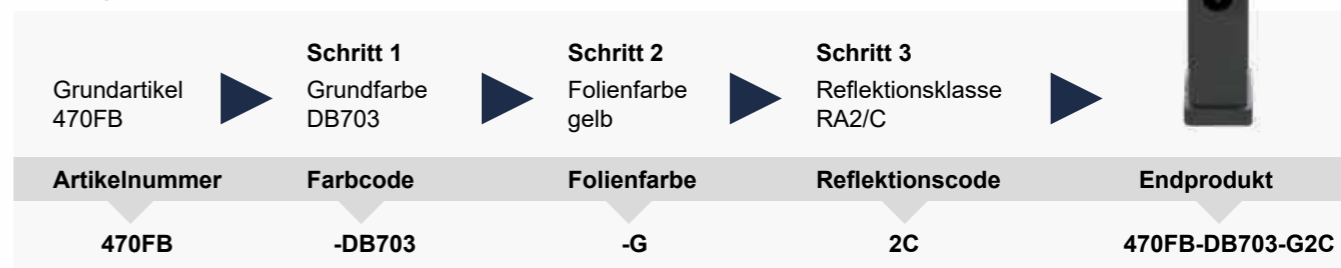 Schritt 1
Schritt 2
Schritt 3
Grundartikel
470FB
Grundfarbe
DB703
Folienfarbe
gelb
Reflektionsklasse
RA2/C
Artikelnummer
Farbcode
Folienfarbe
Reflektionscode
Endprodukt
470FB
-DB703
-G
2C
470FB-DB703-G2C